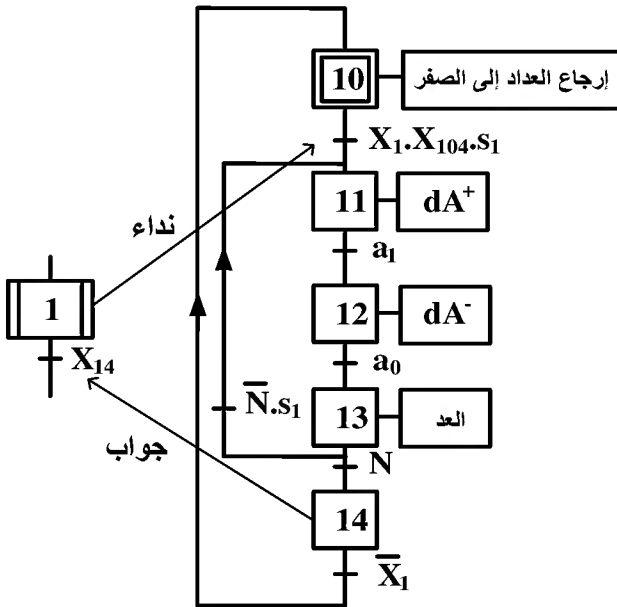 10
إرجاع العداد إلى الصفر
X₁.X₁₀₄.s₁
11
dA⁺
نداء
a₁
1
12
dA⁻
X₁₄
a₀
N̅.s₁
13
العد
جواب
N
14
X̅₁